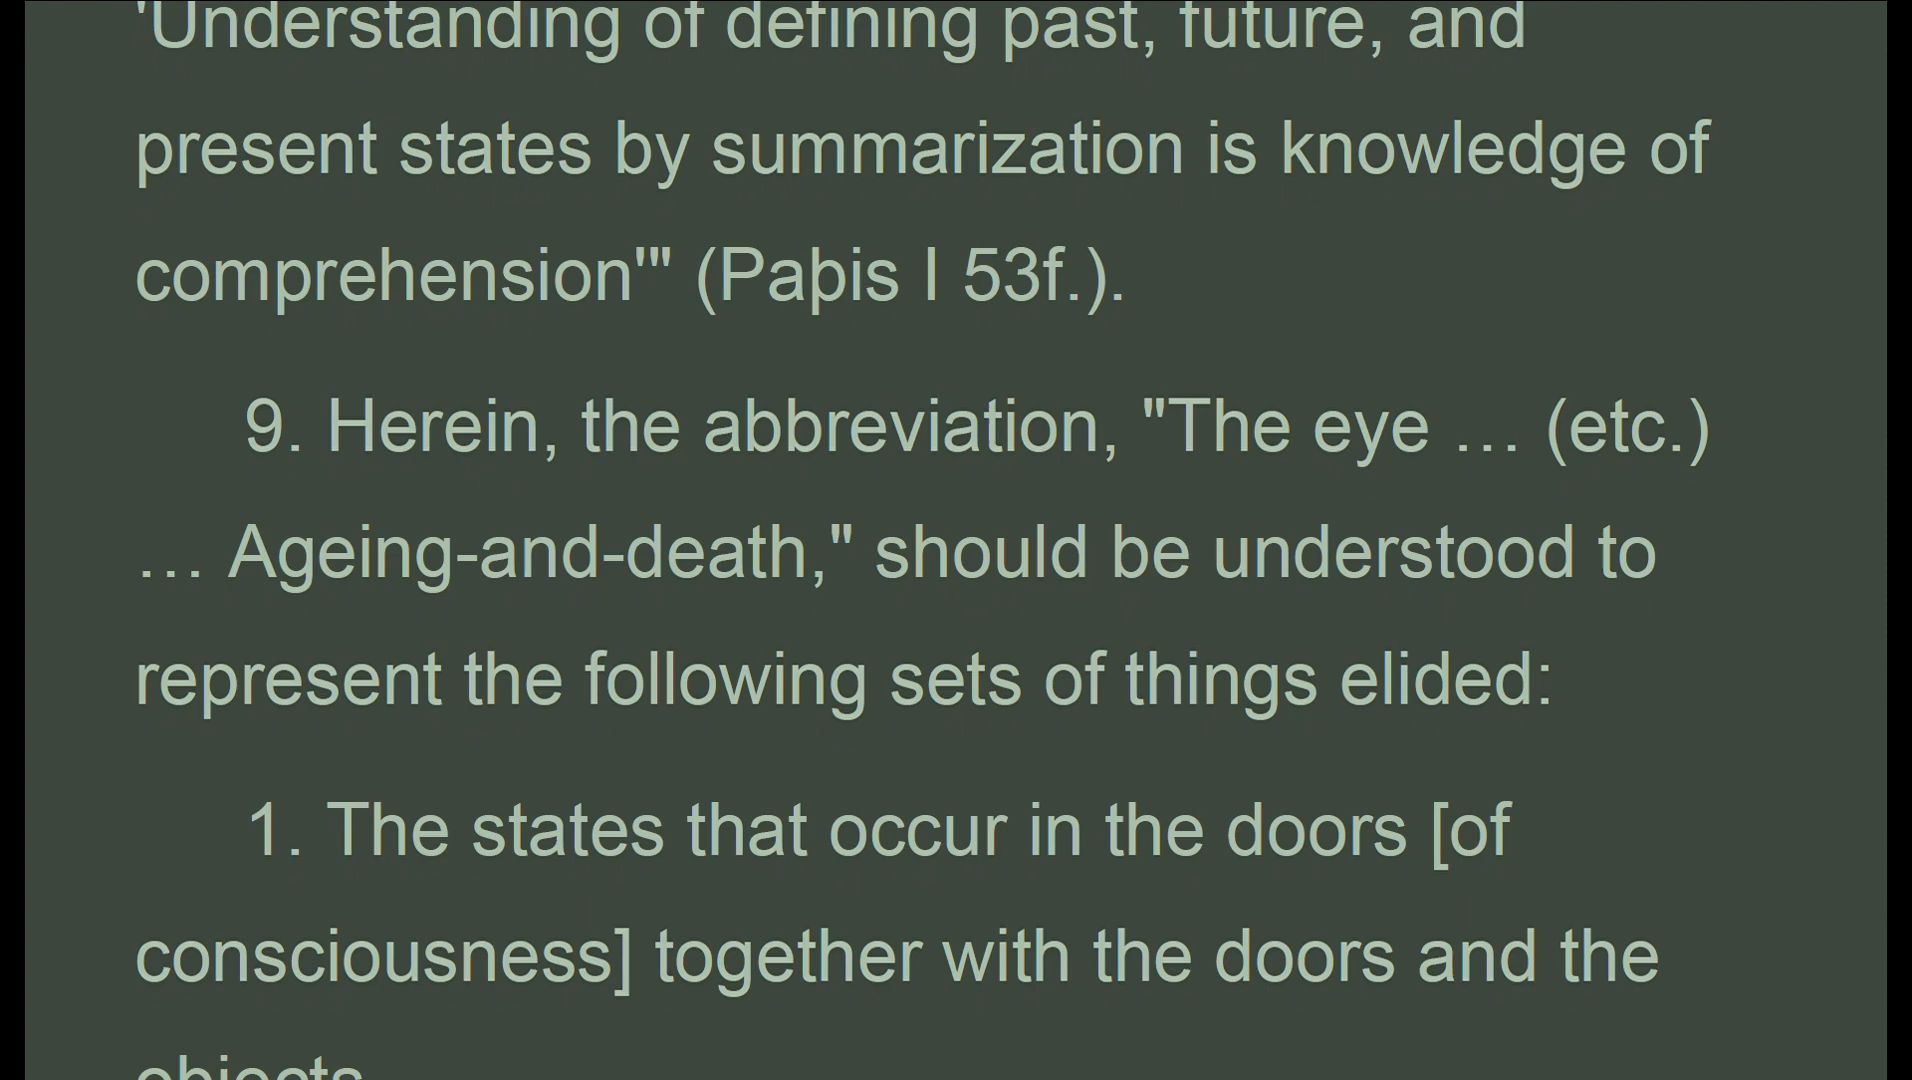 'Understanding of defining past, future, and
present states by summarization is knowledge of
comprehension'" (Paþis I 53f.).
9. Herein, the abbreviation, "The eye … (etc.)
… Ageing-and-death," should be understood to
represent the following sets of things elided:
1. The states that occur in the doors [of
consciousness] together with the doors and the
objects